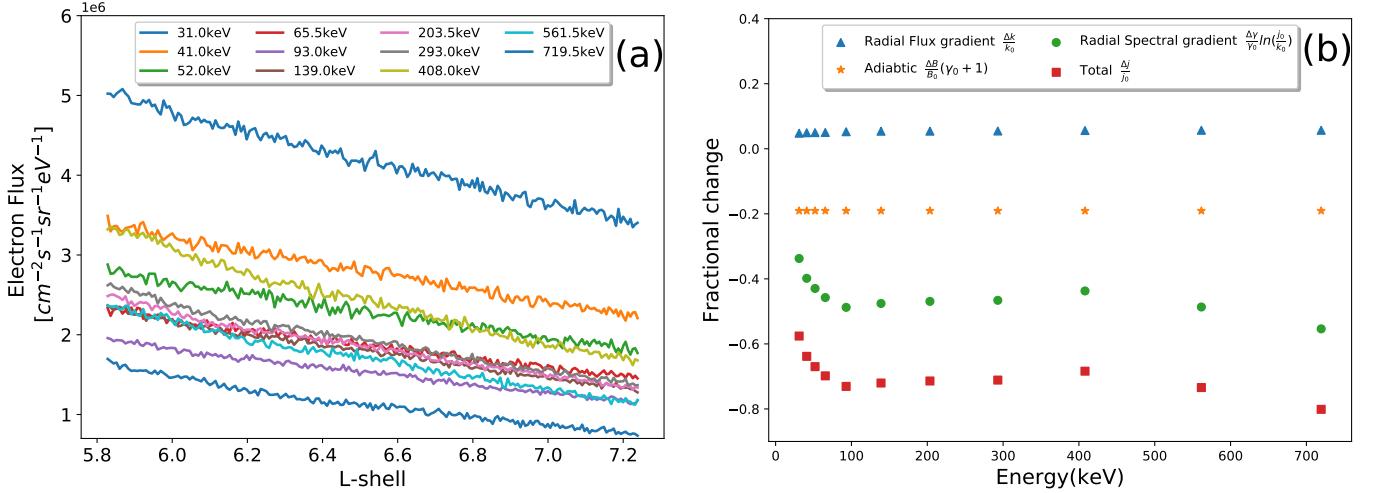 1e6
6
5
4
3
2
1
Electron Flux
[cm⁻²s⁻¹sr⁻¹eV⁻¹]
31.0keV 65.5keV 203.5keV 561.5keV
41.0keV 93.0keV 293.0keV 719.5keV
52.0keV 139.0keV 408.0keV
(a)
5.8 6.0 6.2 6.4 6.6 6.8 7.0 7.2
L-shell
0.4
0.2
0.0
−0.2
−0.4
−0.6
−0.8
Fractional change
Radial Flux gradient Δk/k₀ Radial Spectral gradient Δγ/γ₀ ln(j₀/k₀)
Adiabtic ΔB/B₀(γ₀ + 1) Total Δj/j₀
(b)
0 100 200 300 400 500 600 700
Energy(keV)